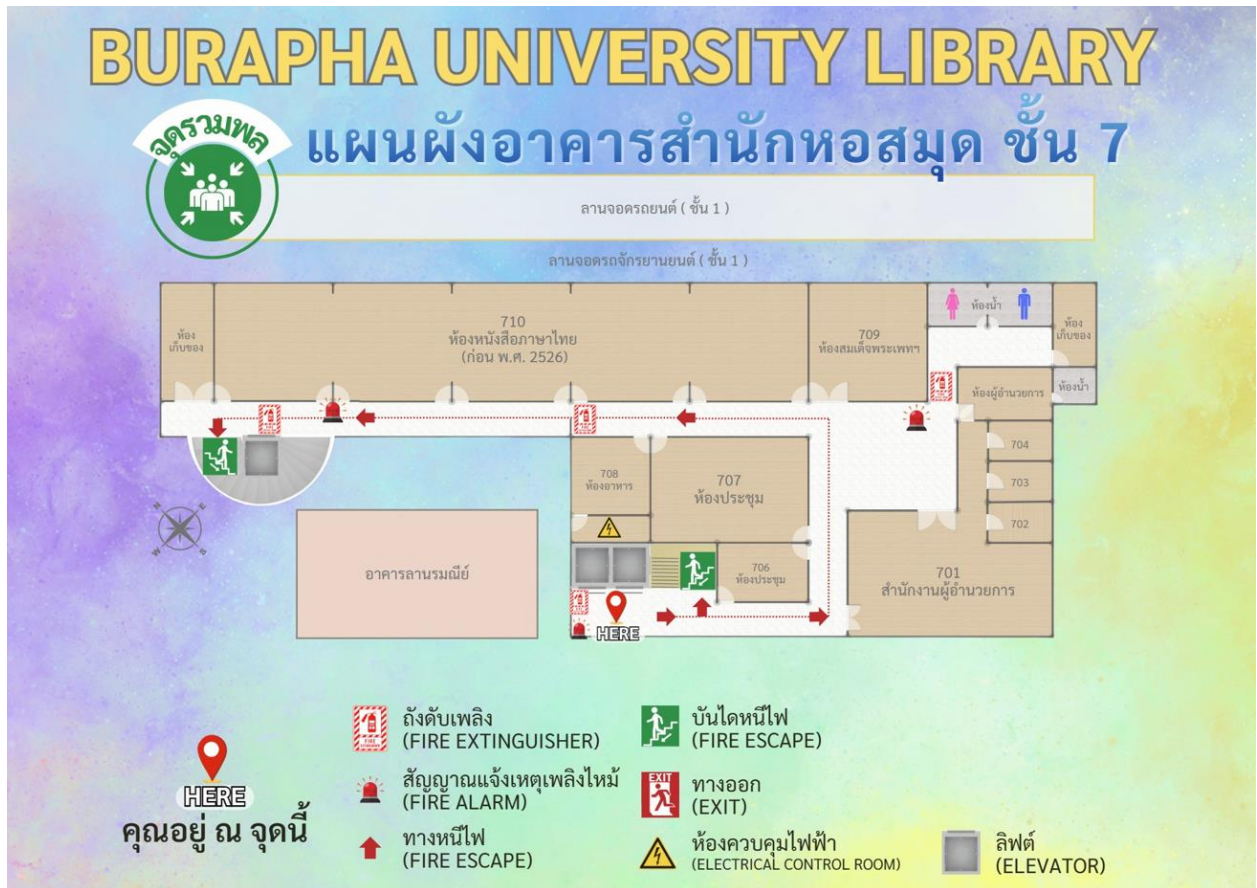 BURAPHA UNIVERSITY LIBRARY
จุดรวมพล
แผนผังอาคารสำนักหอสมุด ชั้น 7
ลานจอดรถยนต์ ( ชั้น 1 )
ลานจอดรถจักรยานยนต์ ( ชั้น 1 )
ห้อง
เก็บของ
710
ห้องหนังสือภาษาไทย
(ก่อน พ.ศ. 2526)
709
ห้องสมเด็จพระเทพฯ
ห้องน้ำ
ห้อง
เก็บของ
ห้องผู้อำนวยการ
ห้องน้ำ
704
703
702
708
ห้องอาหาร
707
ห้องประชุม
706
ห้องประชุม
701
สำนักงานผู้อำนวยการ
N
E
W
S
อาคารลานรมณีย์
HERE
HERE
คุณอยู่ ณ จุดนี้
ถังดับเพลิง
(FIRE EXTINGUISHER)
สัญญาณแจ้งเหตุเพลิงไหม้
(FIRE ALARM)
ทางหนีไฟ
(FIRE ESCAPE)
บันไดหนีไฟ
(FIRE ESCAPE)
EXIT
ทางออก
(EXIT)
ห้องควบคุมไฟฟ้า
(ELECTRICAL CONTROL ROOM)
ลิฟต์
(ELEVATOR)